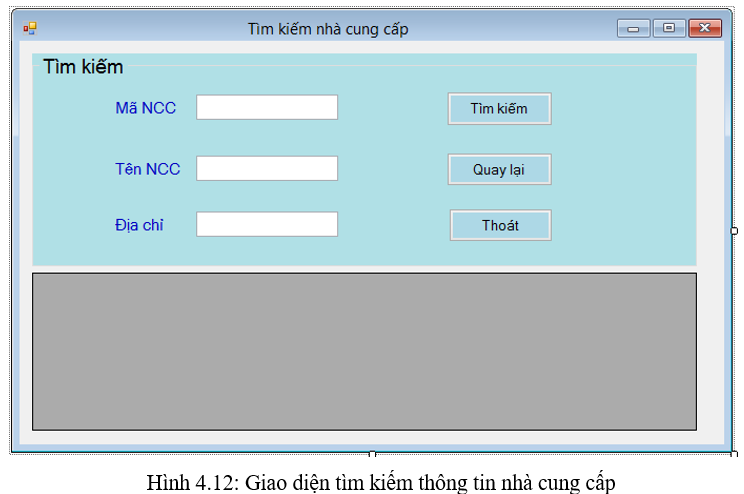 Tìm kiếm nhà cung cấp
Tìm kiếm
Mã NCC
Tìm kiếm
Tên NCC
Quay lại
Địa chỉ
Thoát
Hình 4.12: Giao diện tìm kiếm thông tin nhà cung cấp